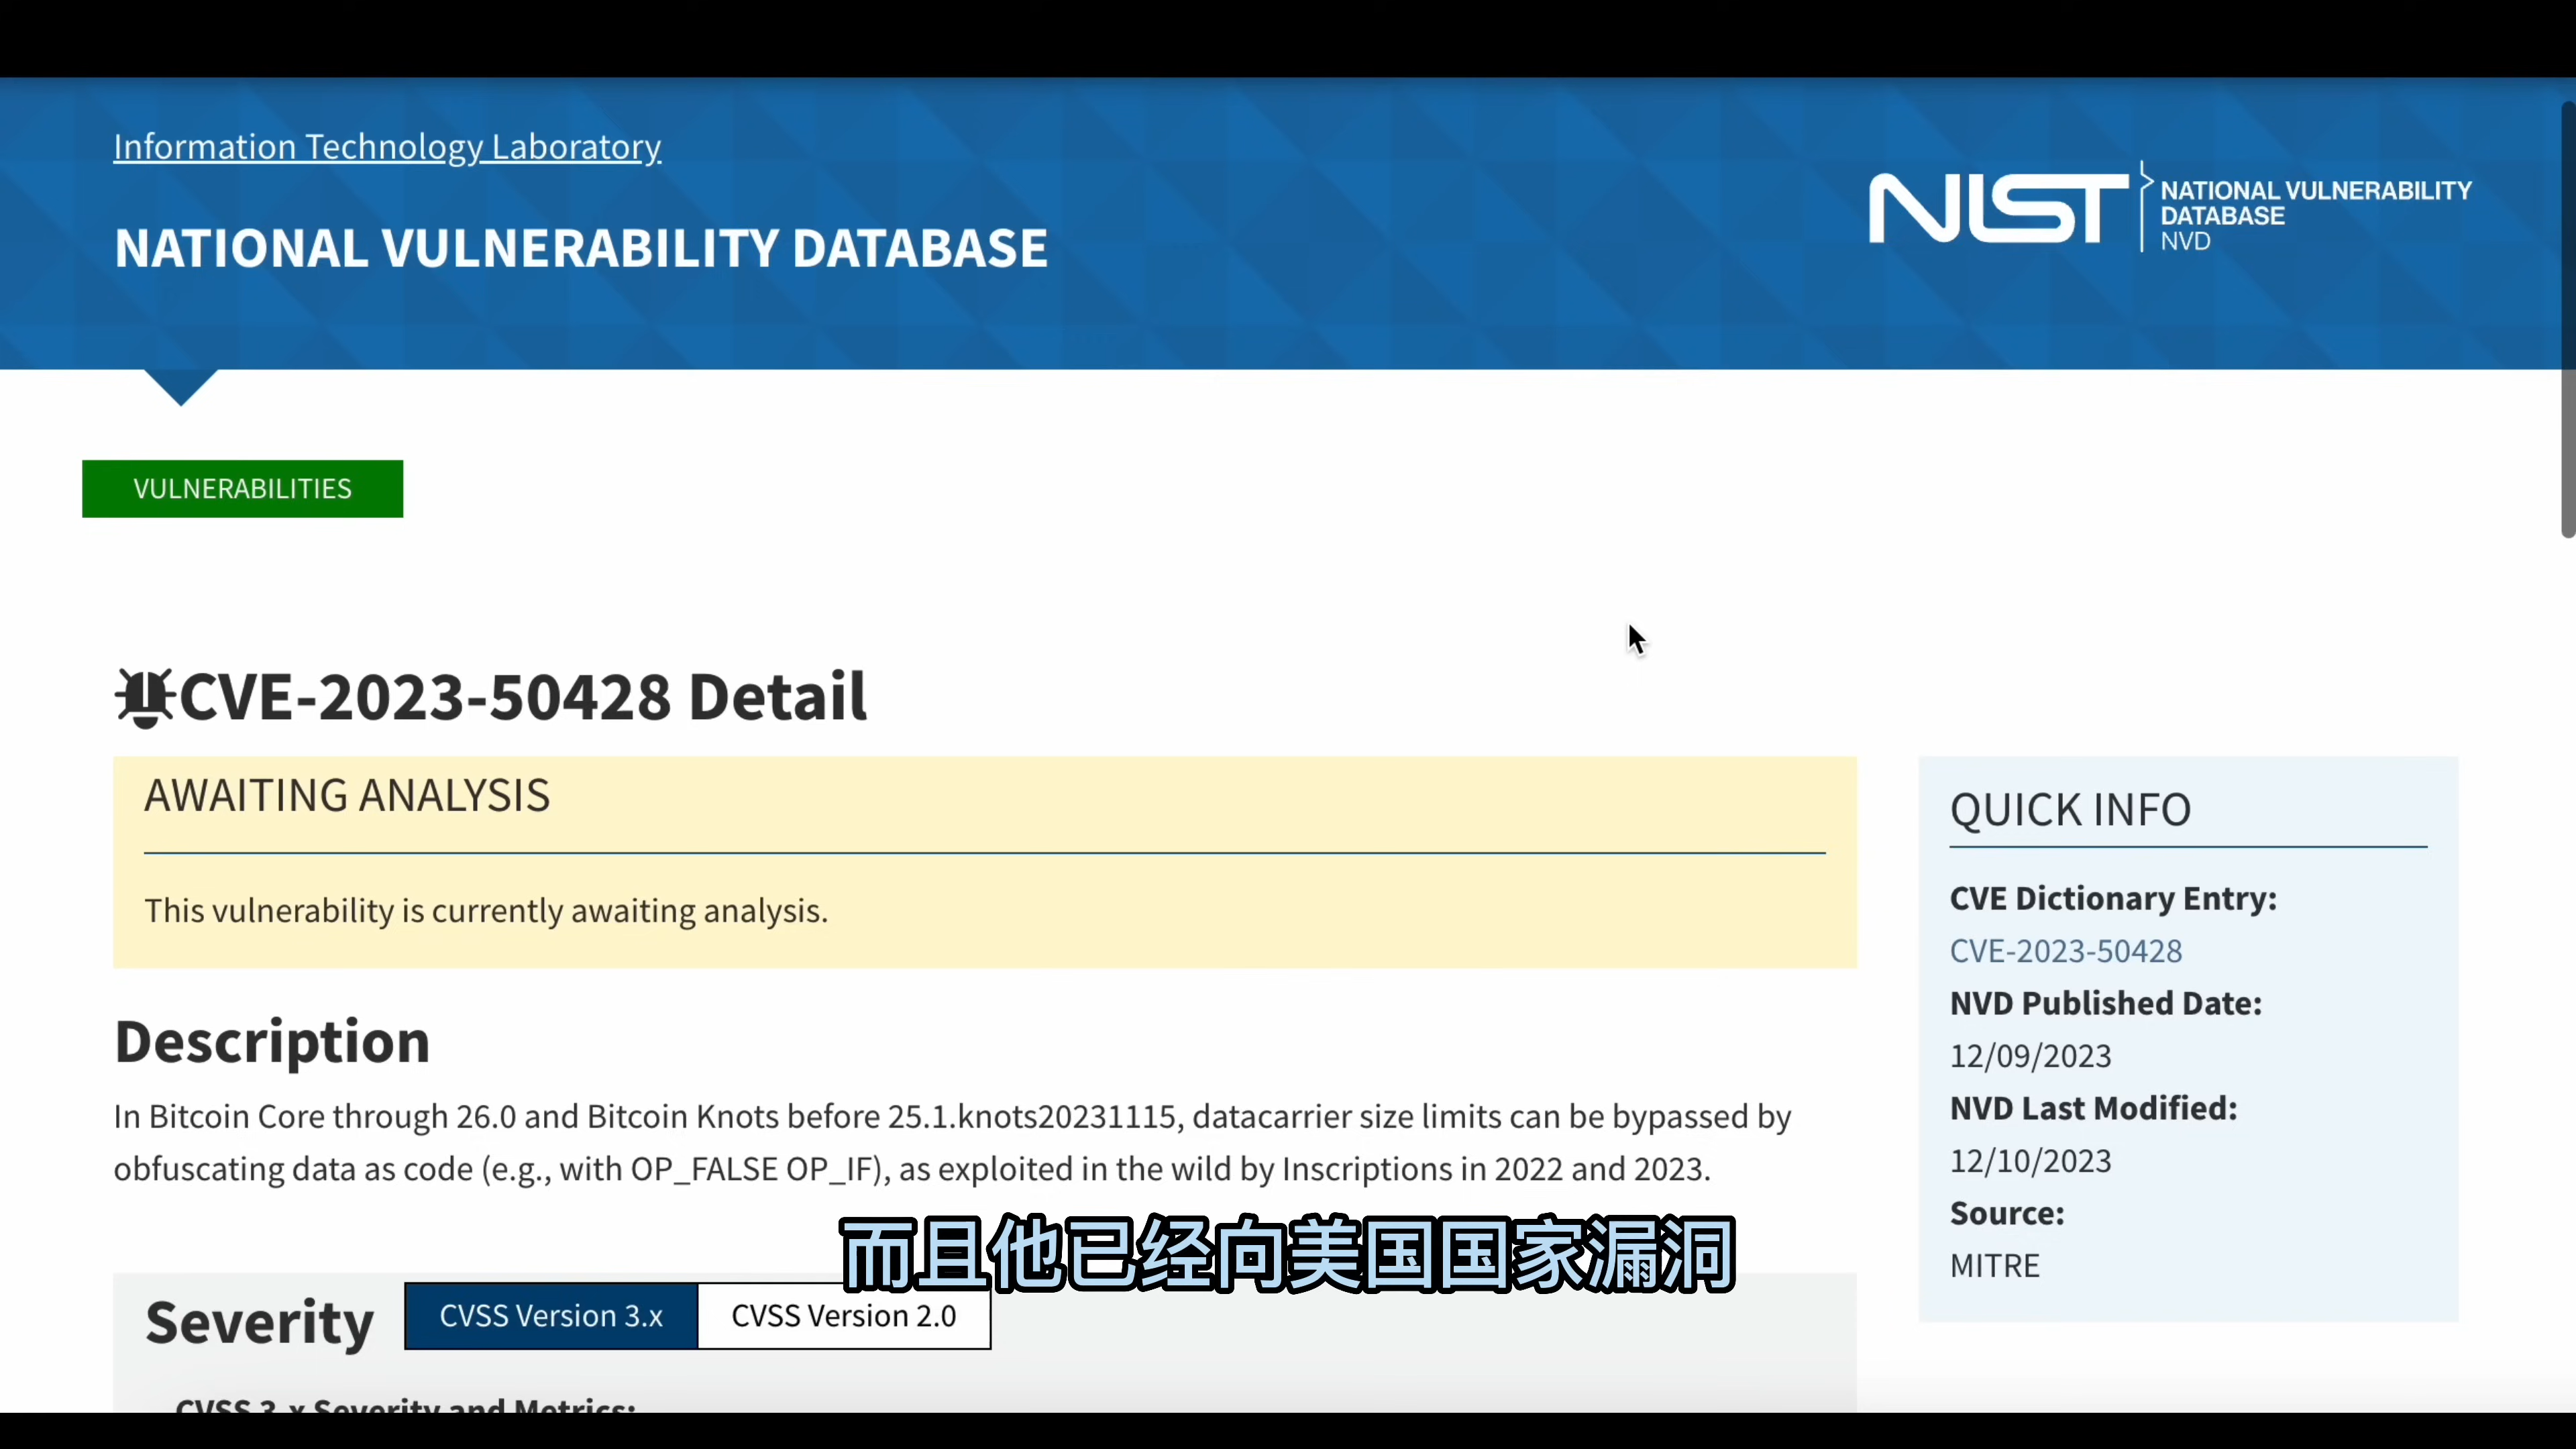 Information Technology Laboratory
NATIONAL VULNERABILITY DATABASE
NIST
NATIONAL VULNERABILITY
DATABASE
NVD
VULNERABILITIES
CVE-2023-50428 Detail
AWAITING ANALYSIS
This vulnerability is currently awaiting analysis.
Description
In Bitcoin Core through 26.0 and Bitcoin Knots before 25.1.knots20231115, datacarrier size limits can be bypassed by
obfuscating data as code (e.g., with OP_FALSE OP_IF), as exploited in the wild by Inscriptions in 2022 and 2023.
而且他已经向美国国家漏洞
Severity
CVSS Version 3.x
CVSS Version 2.0
CVSS 3.x Severity and Metrics:
QUICK INFO
CVE Dictionary Entry:
CVE-2023-50428
NVD Published Date:
12/09/2023
NVD Last Modified:
12/10/2023
Source:
MITRE